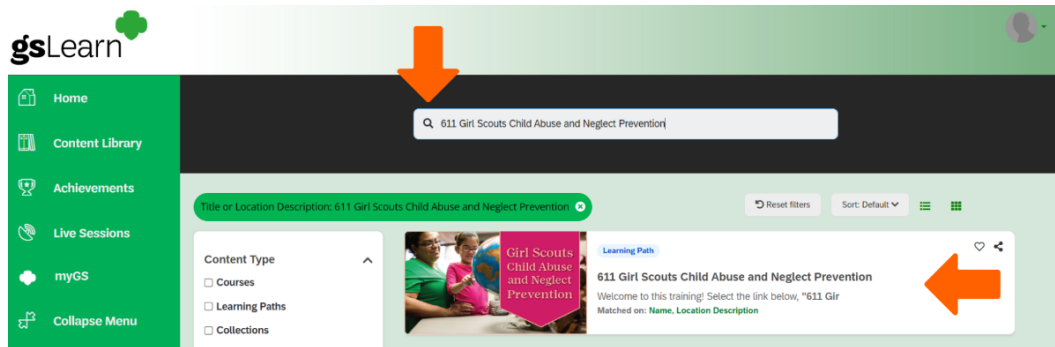 gsLearn
Home
Content Library
Achievements
Live Sessions
myGS
Collapse Menu
611 Girl Scouts Child Abuse and Neglect Prevention
Title or Location Description: 611 Girl Scouts Child Abuse and Neglect Prevention
Reset filters
Sort: Default
Content Type
Courses
Learning Paths
Collections
Girl Scouts
Child Abuse
and Neglect
Prevention
Learning Path
611 Girl Scouts Child Abuse and Neglect Prevention
Welcome to this training! Select the link below, "611 Gir
Matched on: Name, Location Description